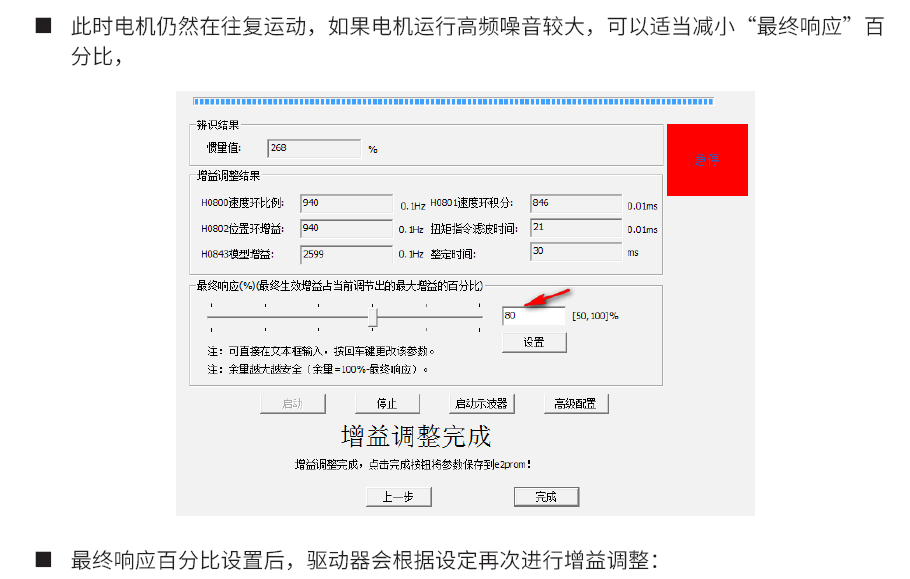 ■ 此时电机仍然在往复运动，如果电机运行高频噪音较大，可以适当减小“最终响应”百
分比，
辨识结果
惯量值： 268 %
急停
增益调整结果
H0800速度环比例： 940 0.1Hz H0801速度环积分： 846 0.01ms
H0802位置环增益： 940 0.1Hz 扭矩指令滤波时间： 21 0.01ms
H0843模型增益： 2599 0.1Hz 整定时间： 30 ms
最终响应(%)(最终生效增益占当前调节出的最大增益的百分比)
80 [50,100]%
设置
注：可直接在文本框输入，按回车键更改该参数。
注：余量越大越安全（余量=100%-最终响应）。
启动 停止 启动示波器 高级配置
增益调整完成
增益调整完成，点击完成按钮将参数保存到e2prom！
上一步 完成
■ 最终响应百分比设置后，驱动器会根据设定再次进行增益调整：